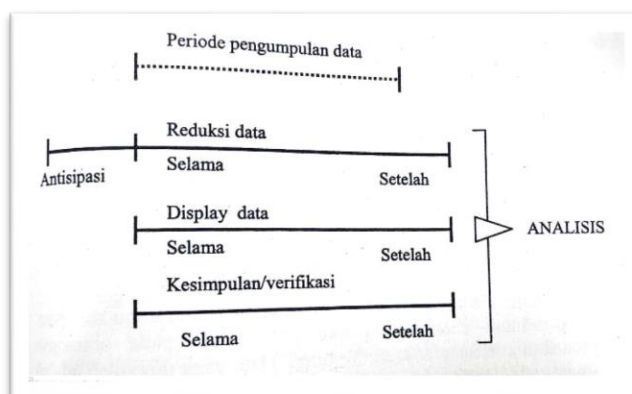 Periode pengumpulan data
Reduksi data
Antisipasi
Selama
Setelah
Display data
Selama
Setelah
ANALISIS
Kesimpulan/verifikasi
Selama
Setelah